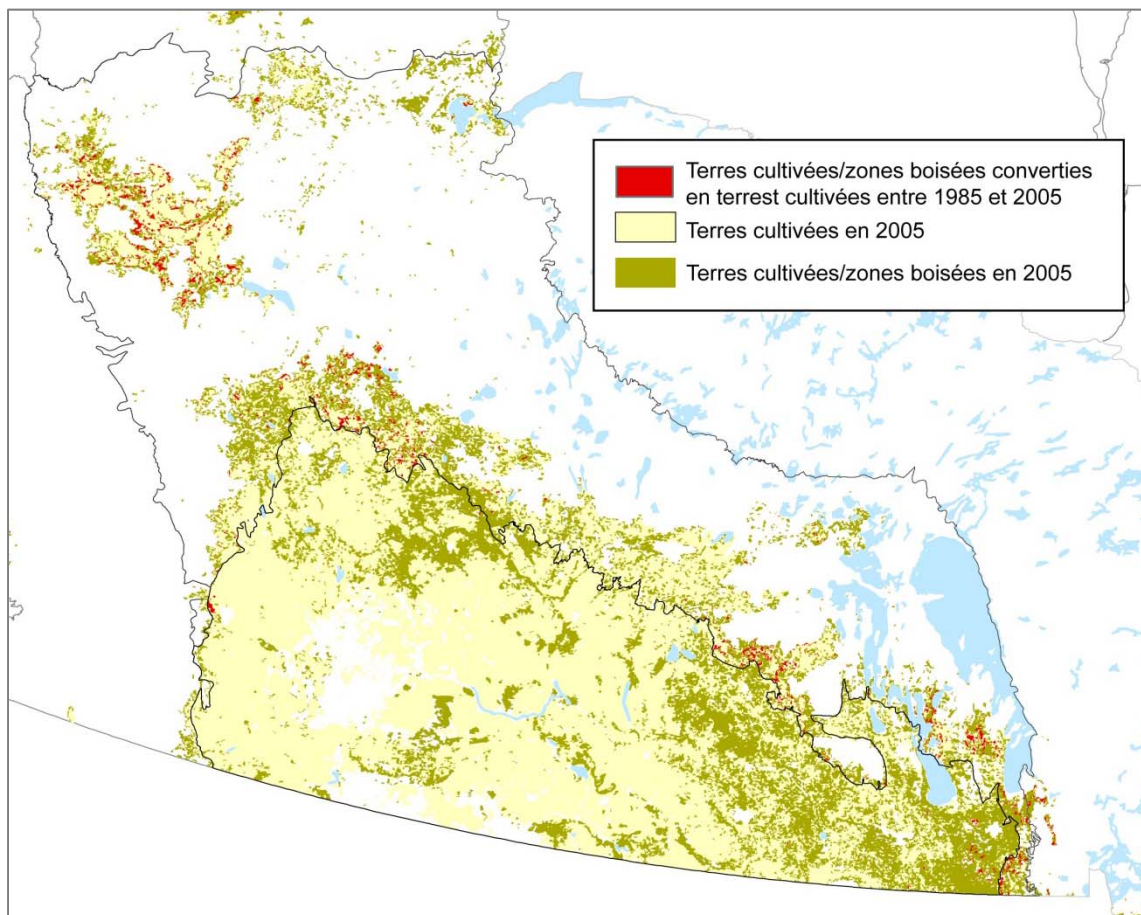 Terres cultivées/zones boisées converties
en terrest cultivées entre 1985 et 2005
Terres cultivées en 2005
Terres cultivées/zones boisées en 2005